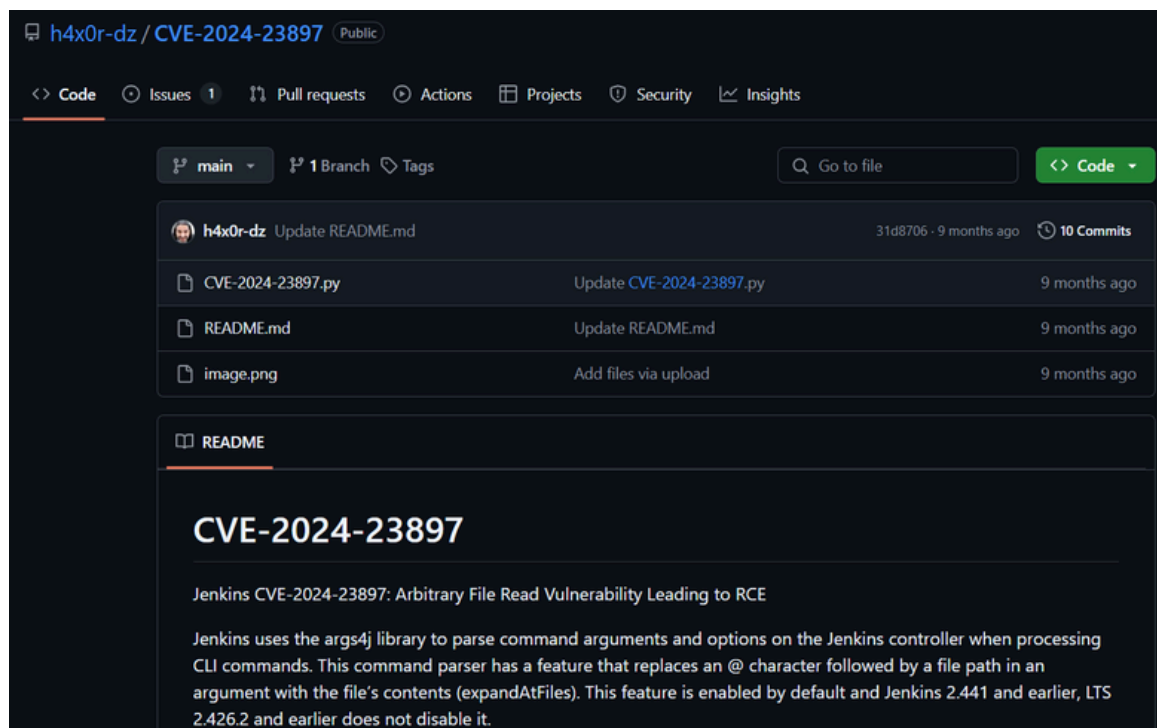 h4x0r-dz / CVE-2024-23897 Public
Code Issues 1 Pull requests Actions Projects Security Insights
main 1 Branch Tags Go to file Code
h4x0r-dz Update README.md 31d8706 · 9 months ago 10 Commits
CVE-2024-23897.py Update CVE-2024-23897.py 9 months ago
README.md Update README.md 9 months ago
image.png Add files via upload 9 months ago
README
CVE-2024-23897
Jenkins CVE-2024-23897: Arbitrary File Read Vulnerability Leading to RCE
Jenkins uses the args4j library to parse command arguments and options on the Jenkins controller when processing
CLI commands. This command parser has a feature that replaces an @ character followed by a file path in an
argument with the file's contents (expandAtFiles). This feature is enabled by default and Jenkins 2.441 and earlier, LTS
2.426.2 and earlier does not disable it.